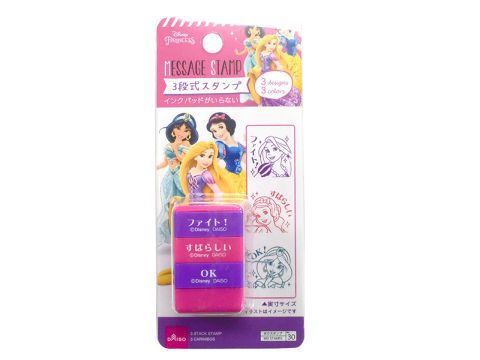 Disney
PRINCESS
MESSAGE STAMP
3段式スタンプ
インクパッドがいらない
3 designs
3 colors
ファイト!
すばらしい
OK!
ファイト!
©Disney DAISO
すばらしい
©Disney DAISO
OK
©Disney DAISO
▲実寸サイズ
イラストはイメージです
DAISO
3 STACK STAMP
3 CARIMBOS
30